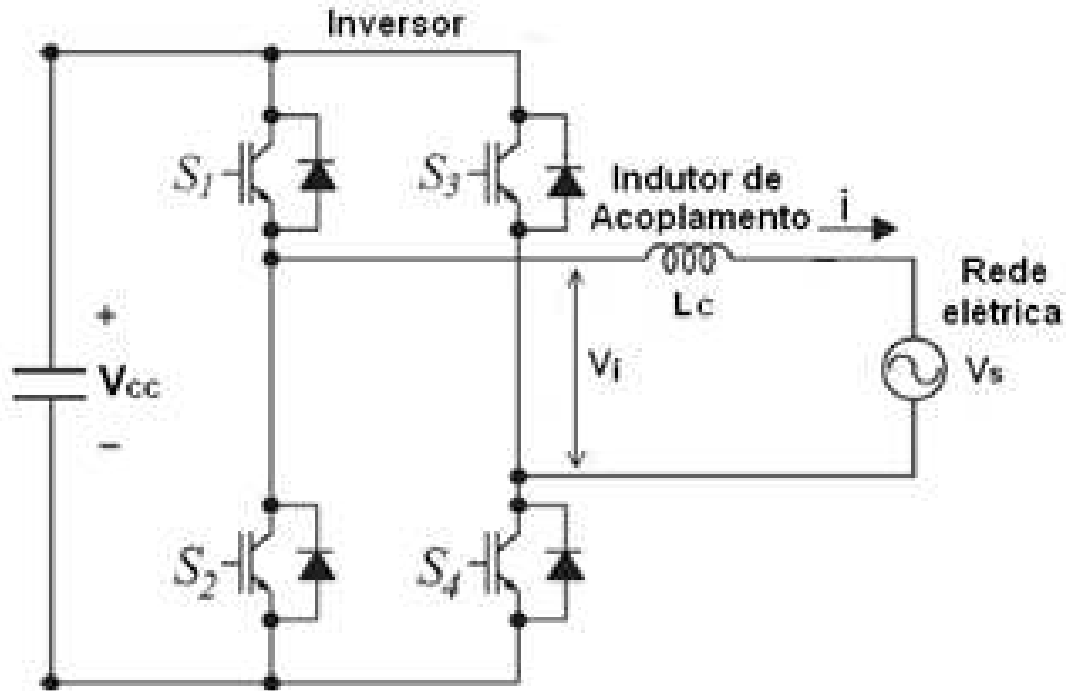 Inversor
S1
S3
Indutor de
Acoplamento
i
Lc
Rede
elétrica
+
Vcc
−
Vi
Vs
S2
S4